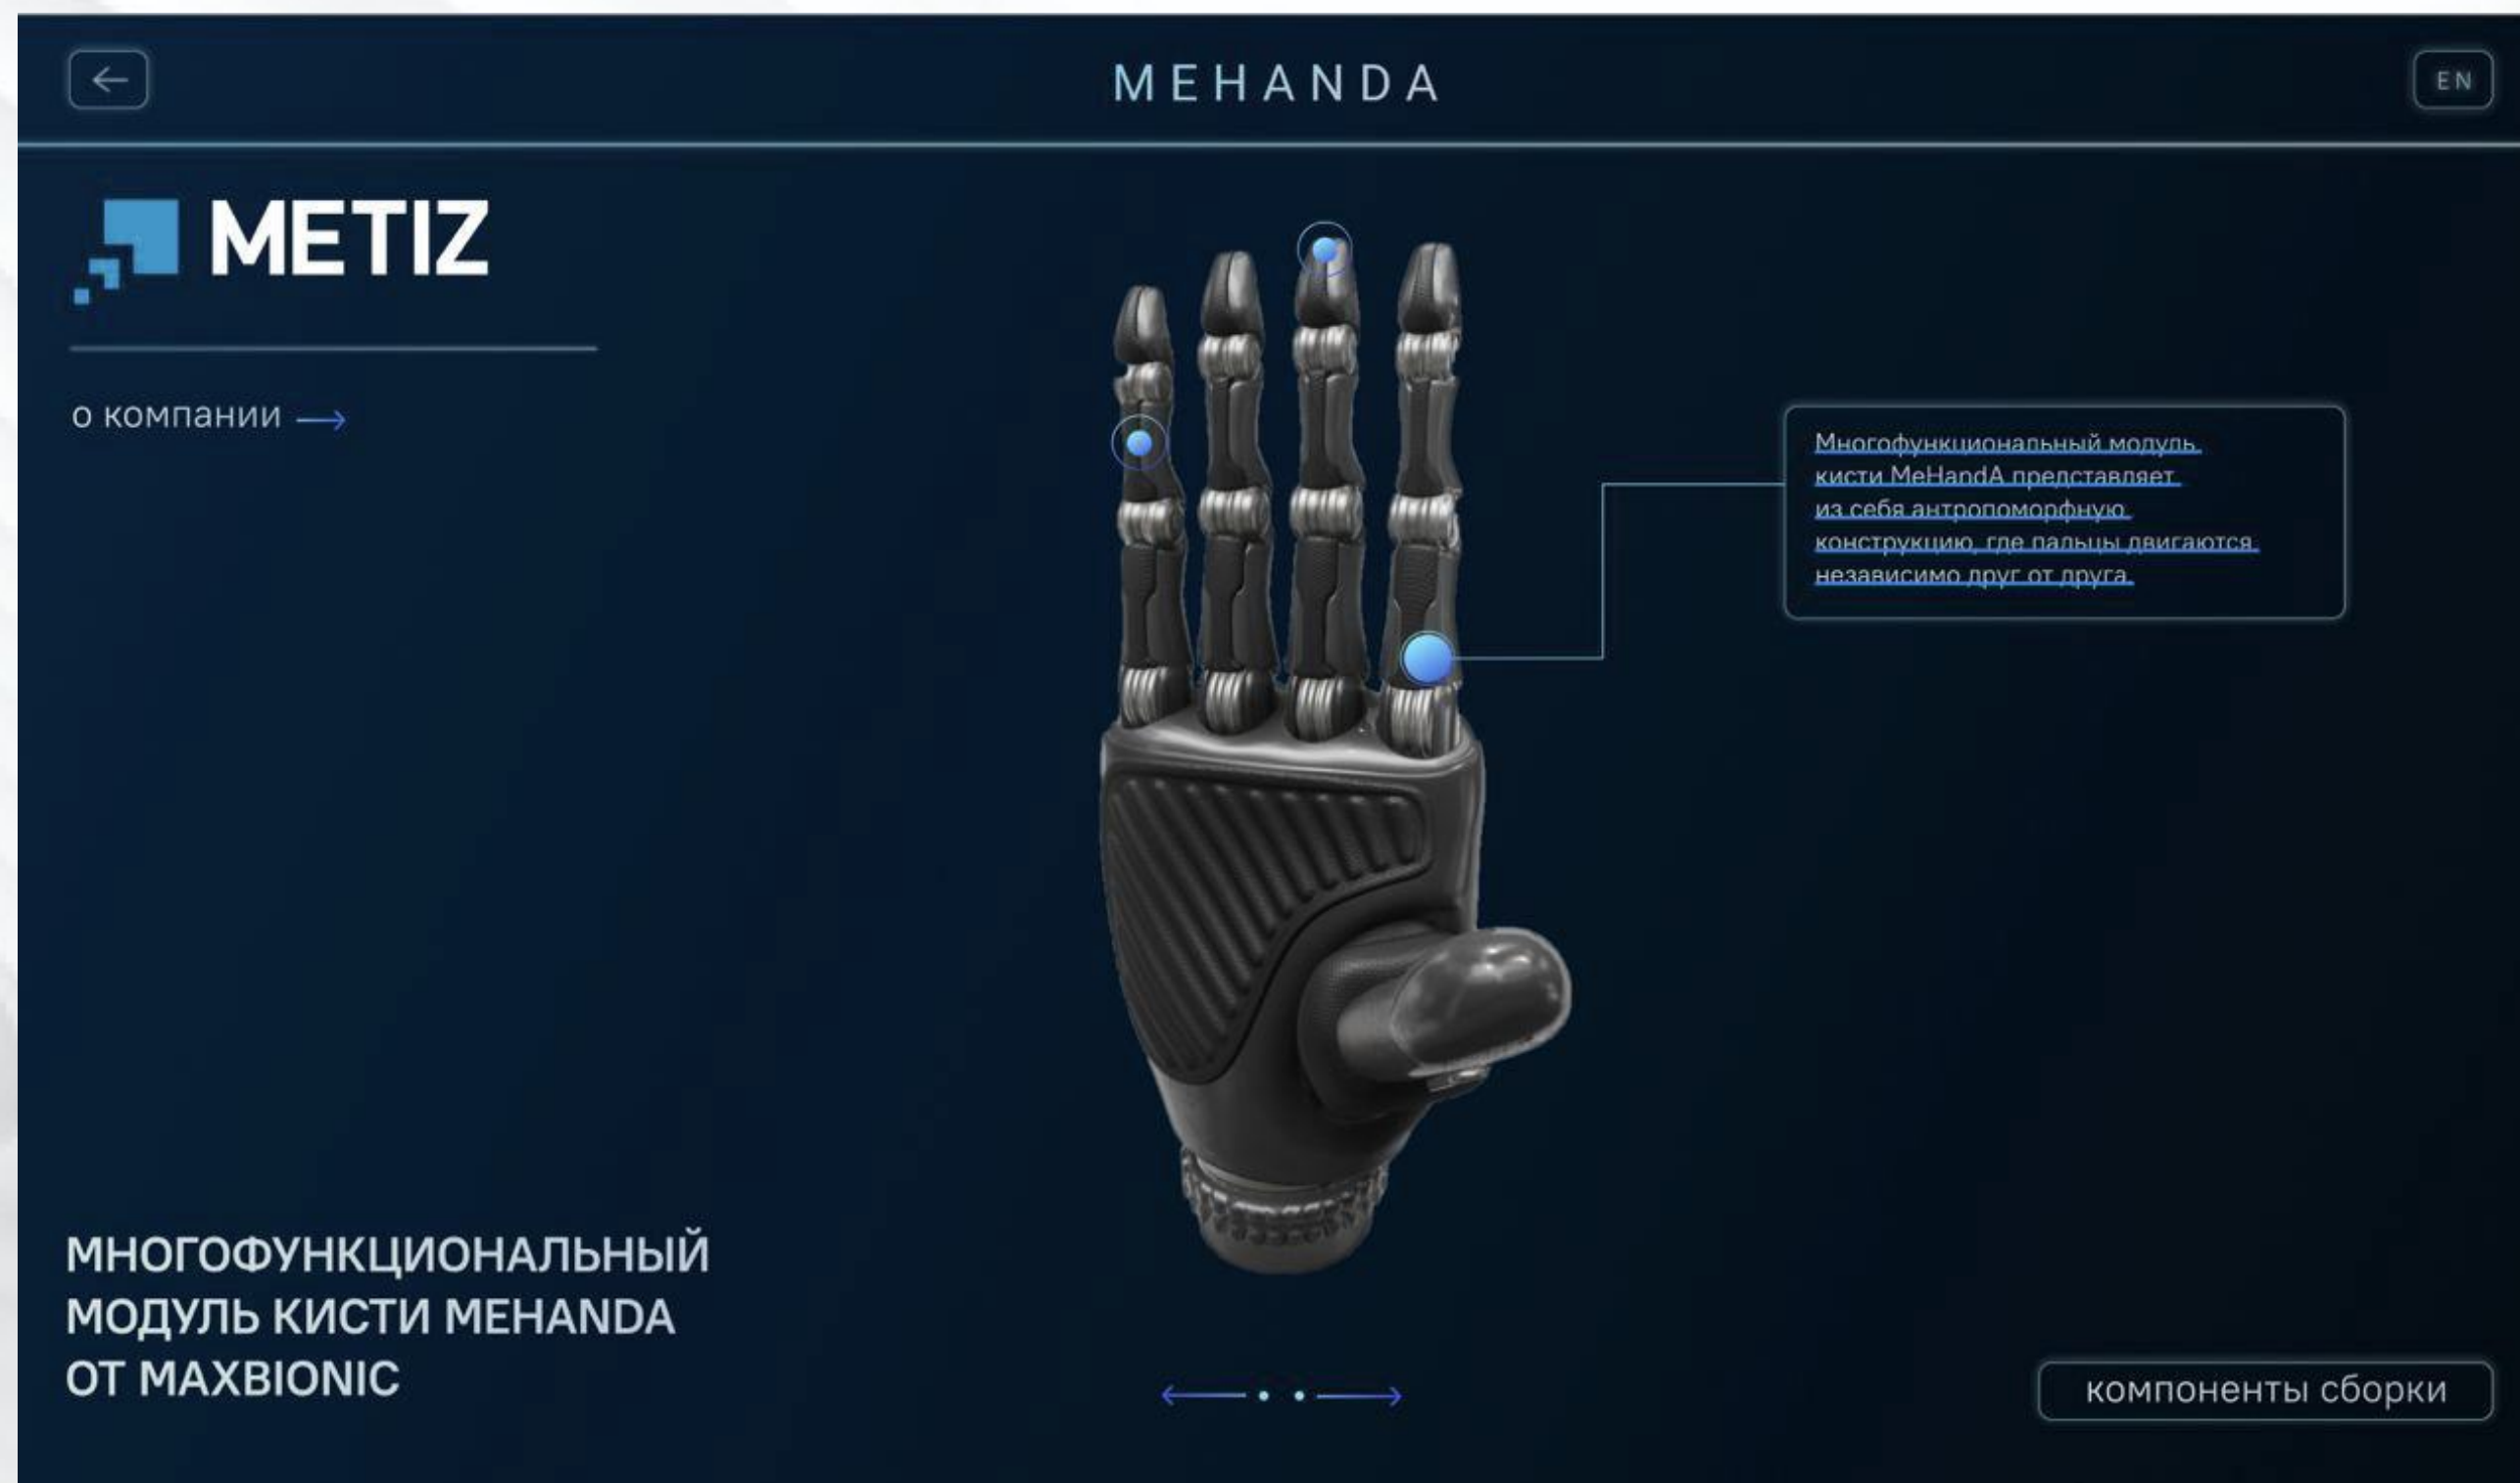 MEHANDA
EN
METIZ
о компании
Многофункциональный модуль
кисти MeHandA представляет
из себя антропоморфную
конструкцию, где пальцы двигаются
независимо друг от друга
МНОГОФУНКЦИОНАЛЬНЫЙ
МОДУЛЬ КИСТИ MEHANDA
ОТ MAXBIONIC
компоненты сборки